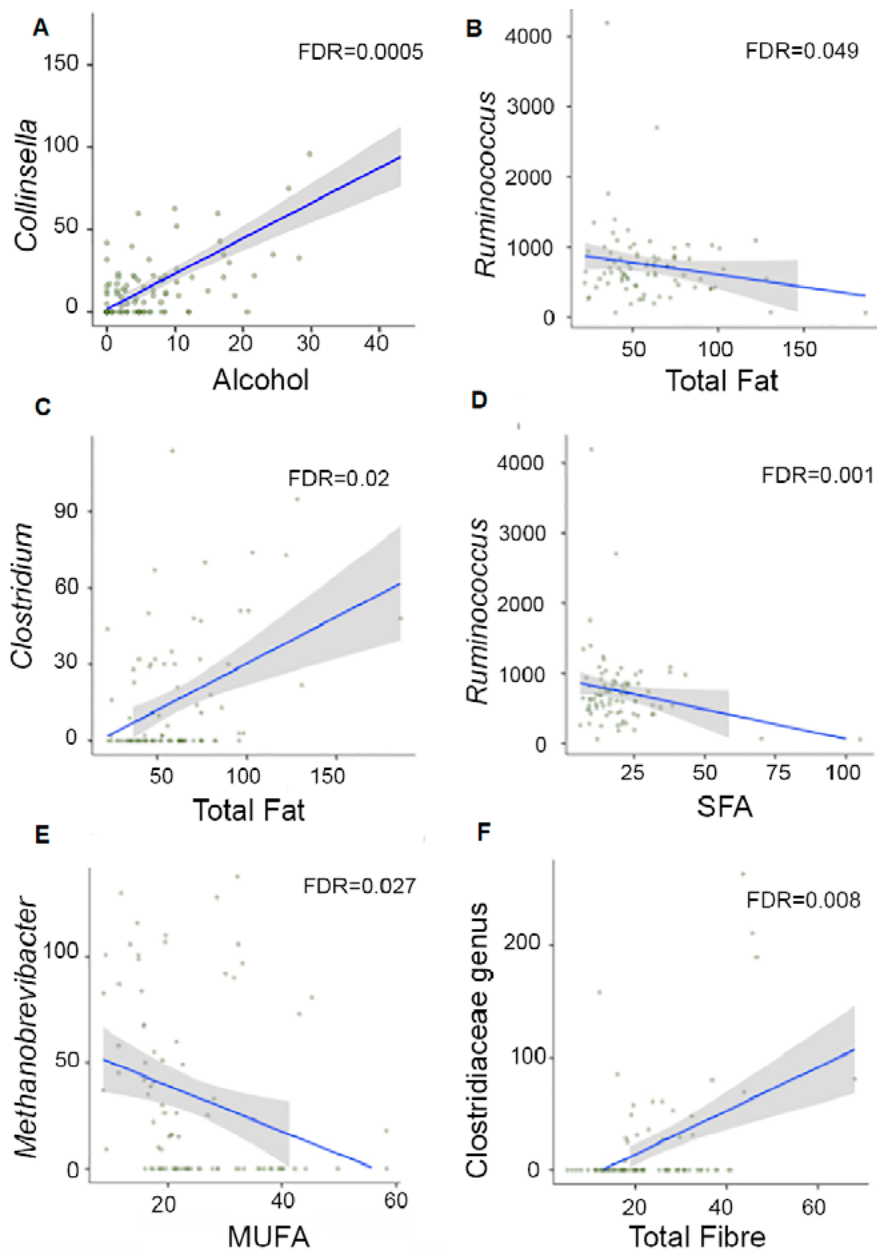 A
FDR=0.0005
150
100
50
0
Collinsella
0 10 20 30 40
Alcohol
B
FDR=0.049
4000
3000
2000
1000
0
Ruminococcus
50 100 150
Total Fat
C
FDR=0.02
90
60
30
0
Clostridium
50 100 150
Total Fat
D
FDR=0.001
4000
3000
2000
1000
0
Ruminococcus
25 50 75 100
SFA
E
FDR=0.027
100
50
0
Methanobrevibacter
20 40 60
MUFA
F
FDR=0.008
200
100
0
Clostridiaceae genus
20 40 60
Total Fibre